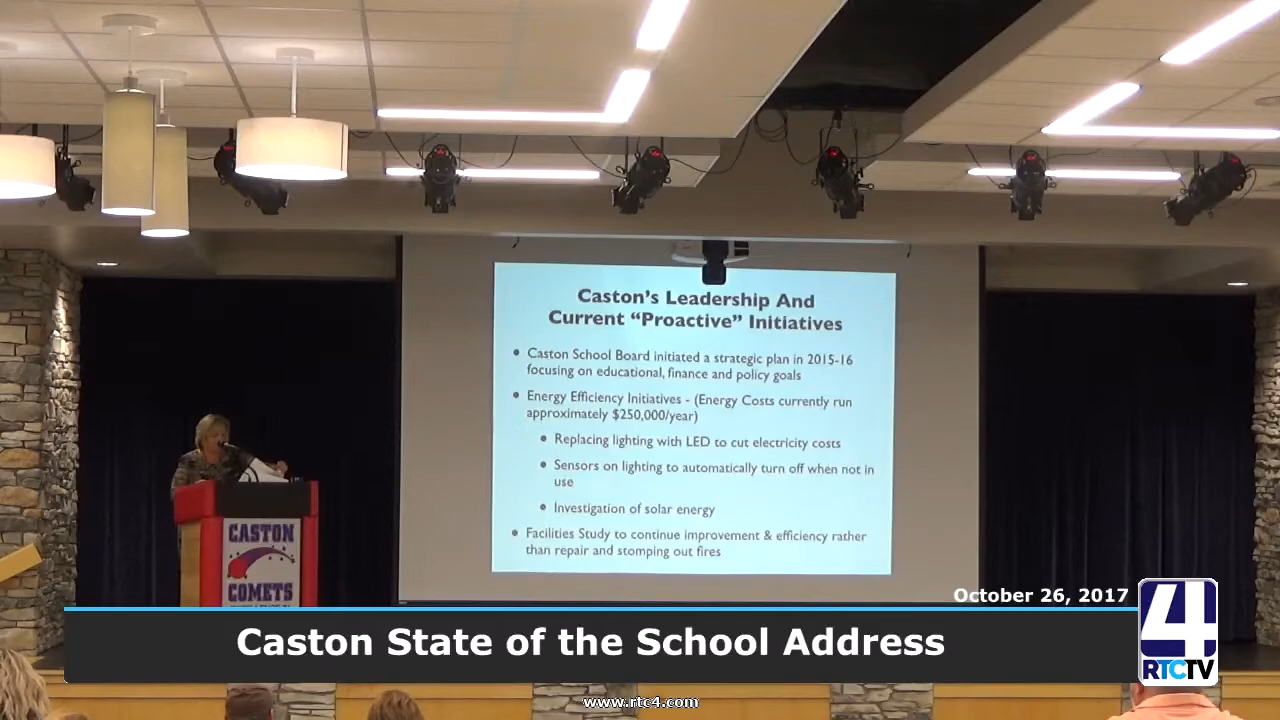 Caston's Leadership And
Current “Proactive” Initiatives
• Caston School Board initiated a strategic plan in 2015-16
focusing on educational, finance and policy goals
• Energy Efficiency Initiatives - (Energy Costs currently run
approximately $250,000/year)
• Replacing lighting with LED to cut electricity costs
• Sensors on lighting to automatically turn off when not in
use
• Investigation of solar energy
• Facilities Study to continue improvement & efficiency rather
than repair and stomping out fires
CASTON
COMETS
October 26, 2017
Caston State of the School Address
4
RTCTV
www.rtc4.com